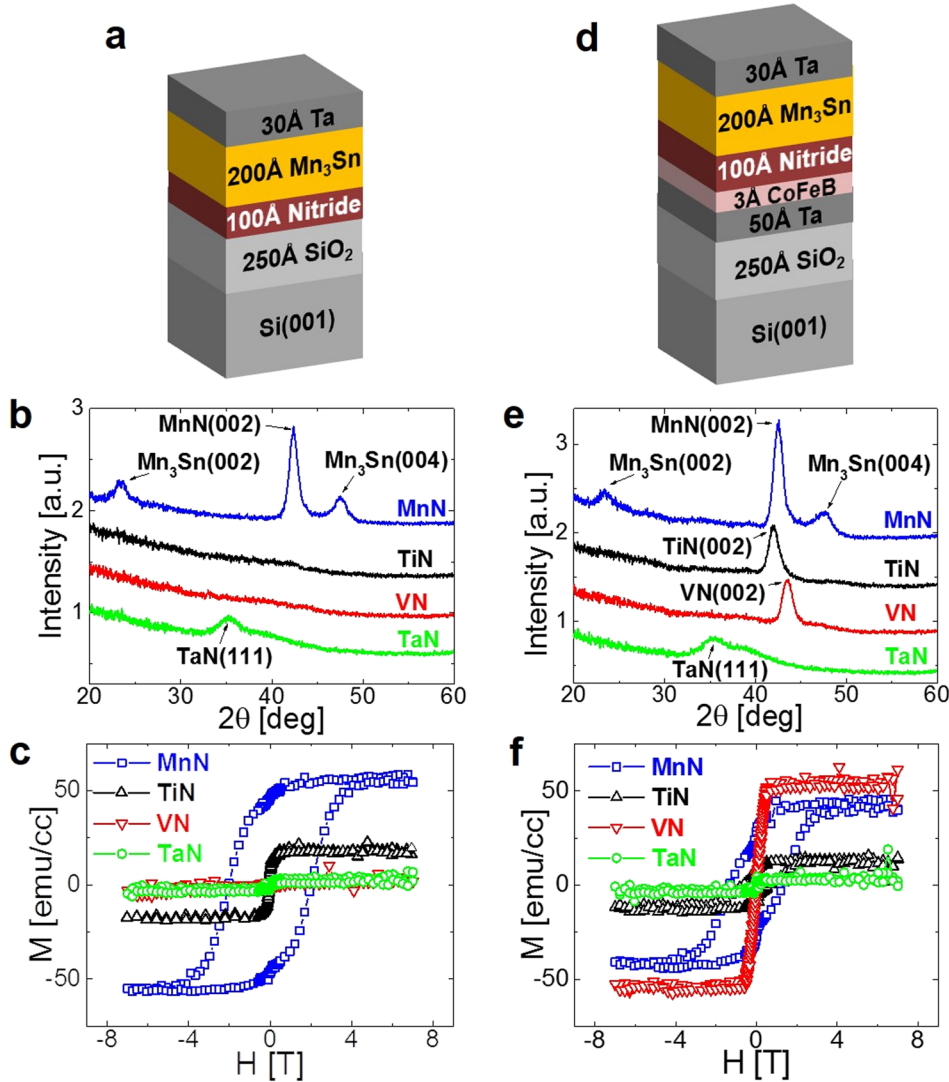 a
30Å Ta
200Å Mn₃Sn
100Å Nitride
250Å SiO₂
Si(001)
d
30Å Ta
200Å Mn₃Sn
100Å Nitride
3Å CoFeB
50Å Ta
250Å SiO₂
Si(001)
b
3
2
1
Intensity [a.u.]
MnN(002)
Mn₃Sn(002)
Mn₃Sn(004)
MnN
TiN
VN
TaN
TaN(111)
20 30 40 50 60
2θ [deg]
e
3
2
1
Intensity [a.u.]
MnN(002)
Mn₃Sn(002)
Mn₃Sn(004)
MnN
TiN(002)
TiN
VN(002)
VN
TaN(111)
TaN
20 30 40 50 60
2θ [deg]
c
50
0
-50
M [emu/cc]
MnN
TiN
VN
TaN
-8 -4 0 4 8
H [T]
f
50
0
-50
M [emu/cc]
MnN
TiN
VN
TaN
-8 -4 0 4 8
H [T]